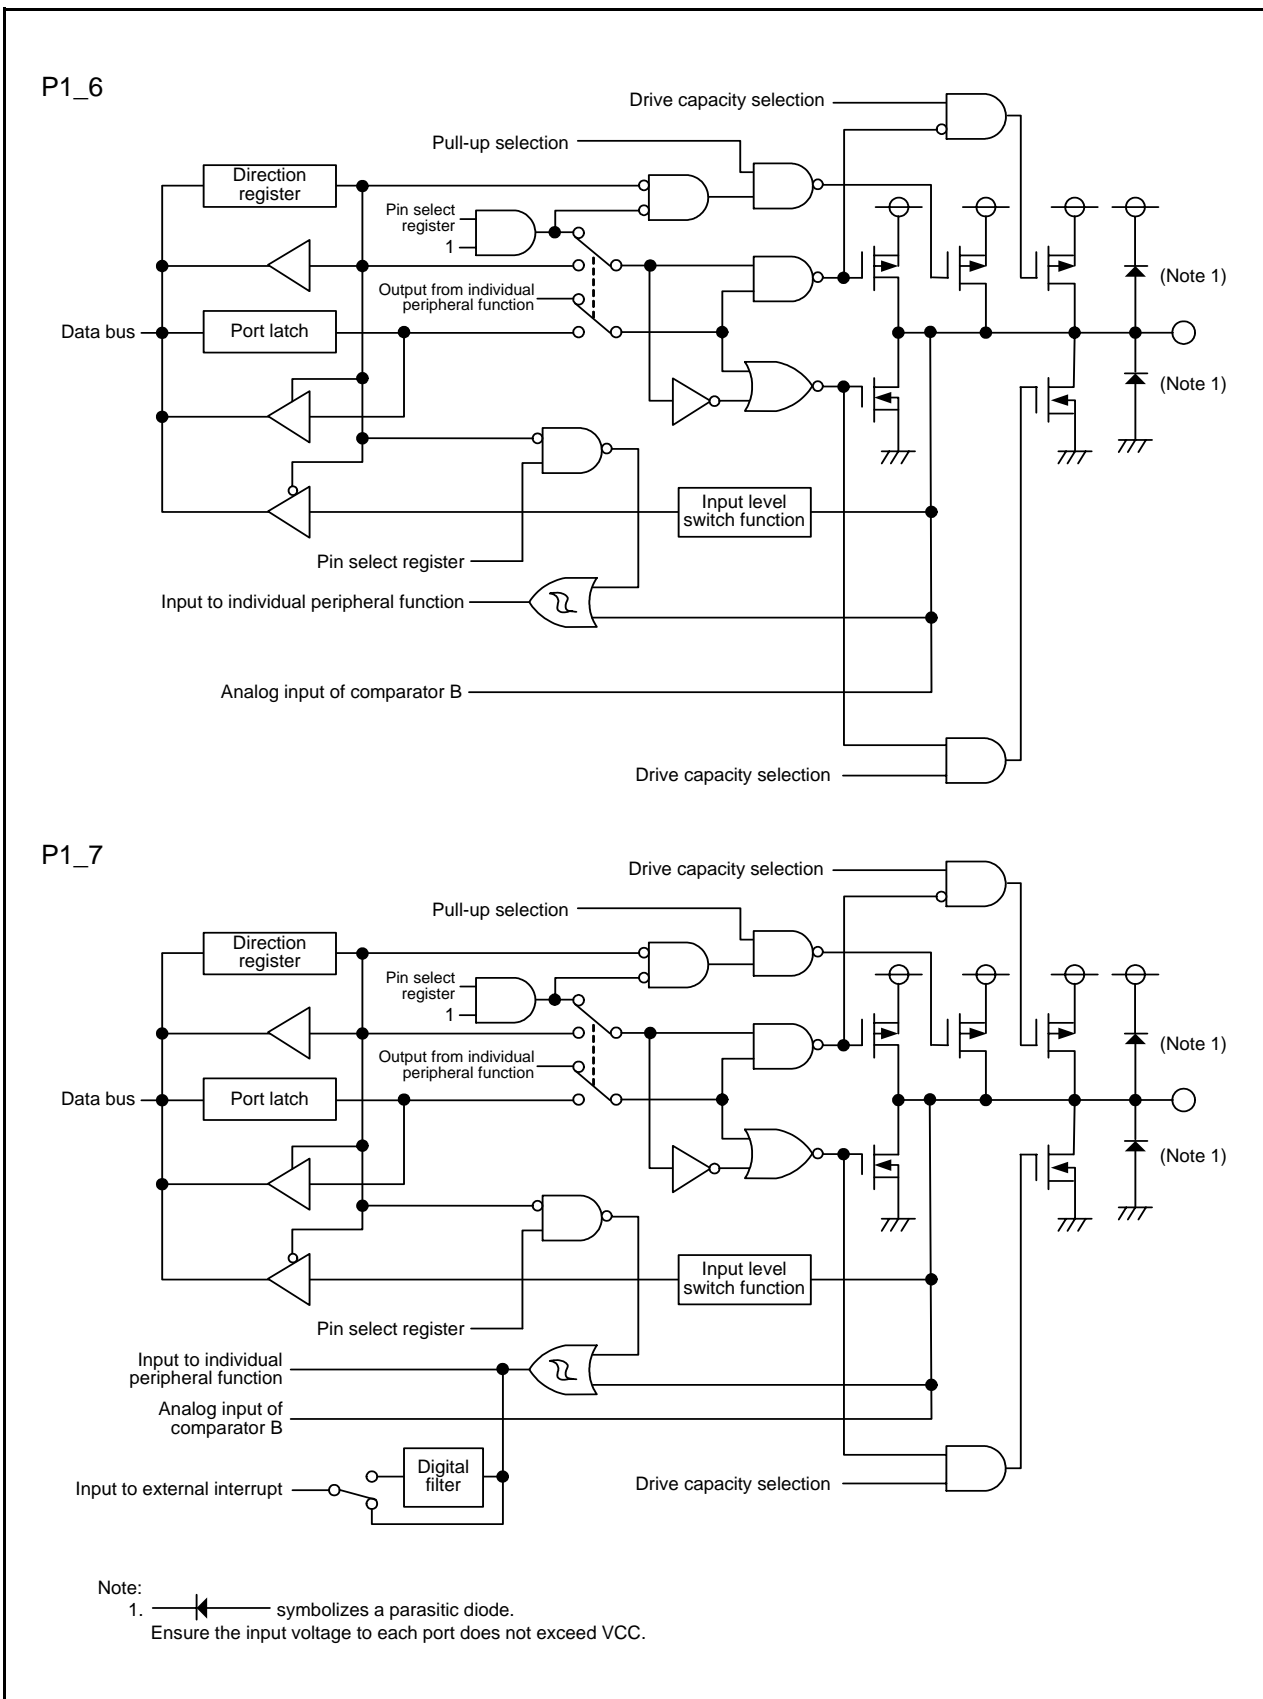 P1_6
Drive capacity selection
Pull-up selection
Direction
register
Pin select
register
1
(Note 1)
Output from individual
peripheral function
Data bus
Port latch
(Note 1)
Input level
switch function
Pin select register
Input to individual peripheral function
Analog input of comparator B
Drive capacity selection
P1_7
Drive capacity selection
Pull-up selection
Direction
register
Pin select
register
1
(Note 1)
Output from individual
peripheral function
Data bus
Port latch
(Note 1)
Input level
switch function
Pin select register
Input to individual
peripheral function
Analog input of
comparator B
Digital
filter
Input to external interrupt
Drive capacity selection
Note:
1. symbolizes a parasitic diode.
Ensure the input voltage to each port does not exceed VCC.